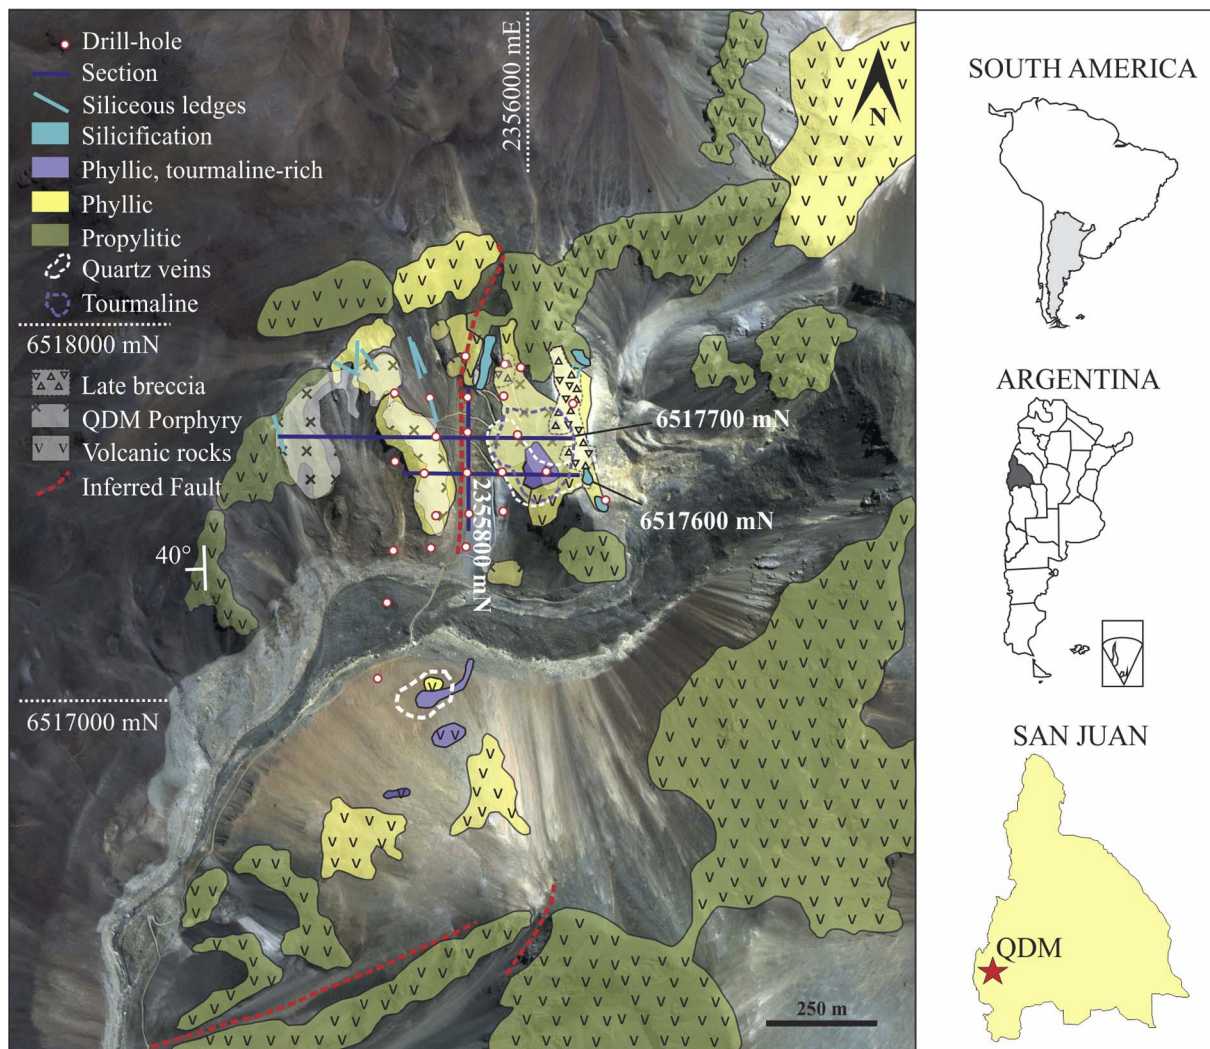 Drill-hole
Section
Siliceous ledges
Silicification
Phyllic, tourmaline-rich
Phyllic
Propylitic
Quartz veins
Tourmaline
6518000 mN
Late breccia
QDM Porphyry
Volcanic rocks
Inferred Fault
2356000 mE
N
6517700 mN
6517600 mN
2355800 mN
40°
6517000 mN
250 m
SOUTH AMERICA
ARGENTINA
SAN JUAN
QDM